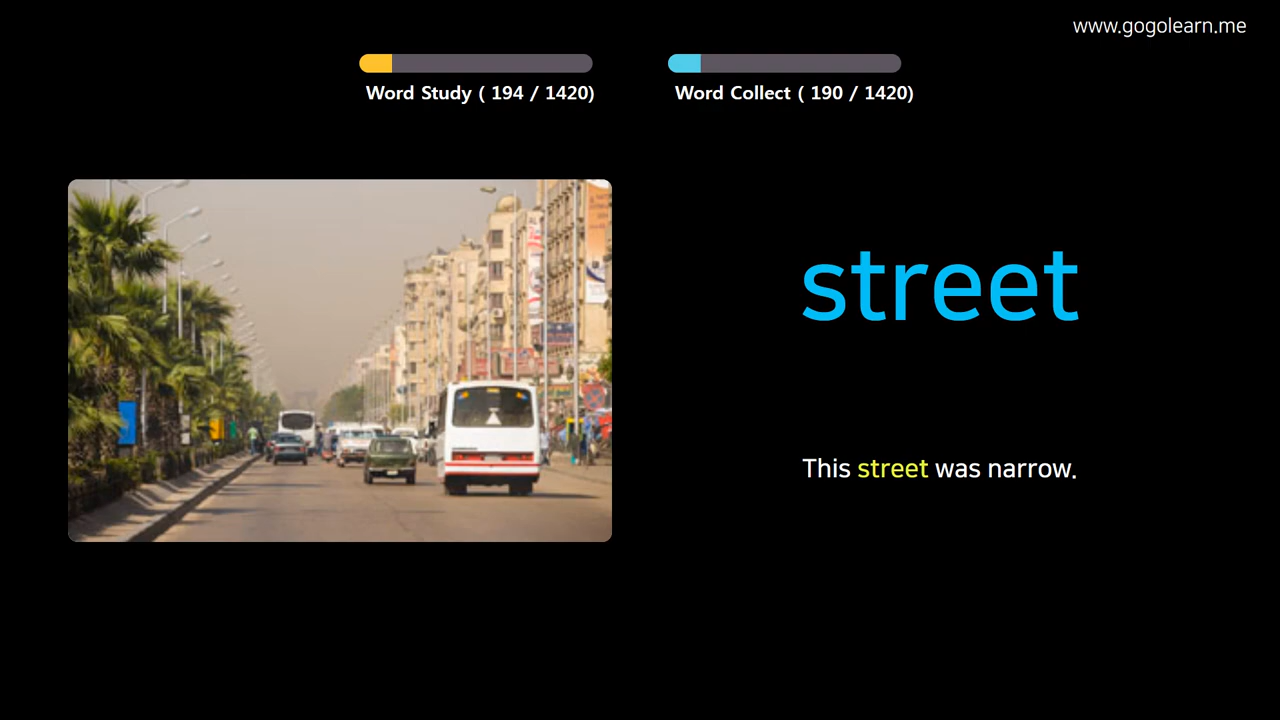 www.gogolearn.me
Word Study ( 194 / 1420)
Word Collect ( 190 / 1420)
street
This street was narrow.